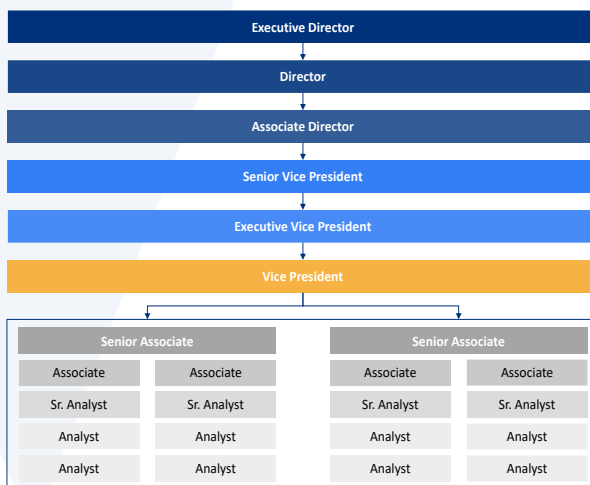 Executive Director
Director
Associate Director
Senior Vice President
Executive Vice President
Vice President
Senior Associate Senior Associate
Associate Associate Associate Associate
Sr. Analyst Sr. Analyst Sr. Analyst Sr. Analyst
Analyst Analyst Analyst Analyst
Analyst Analyst Analyst Analyst